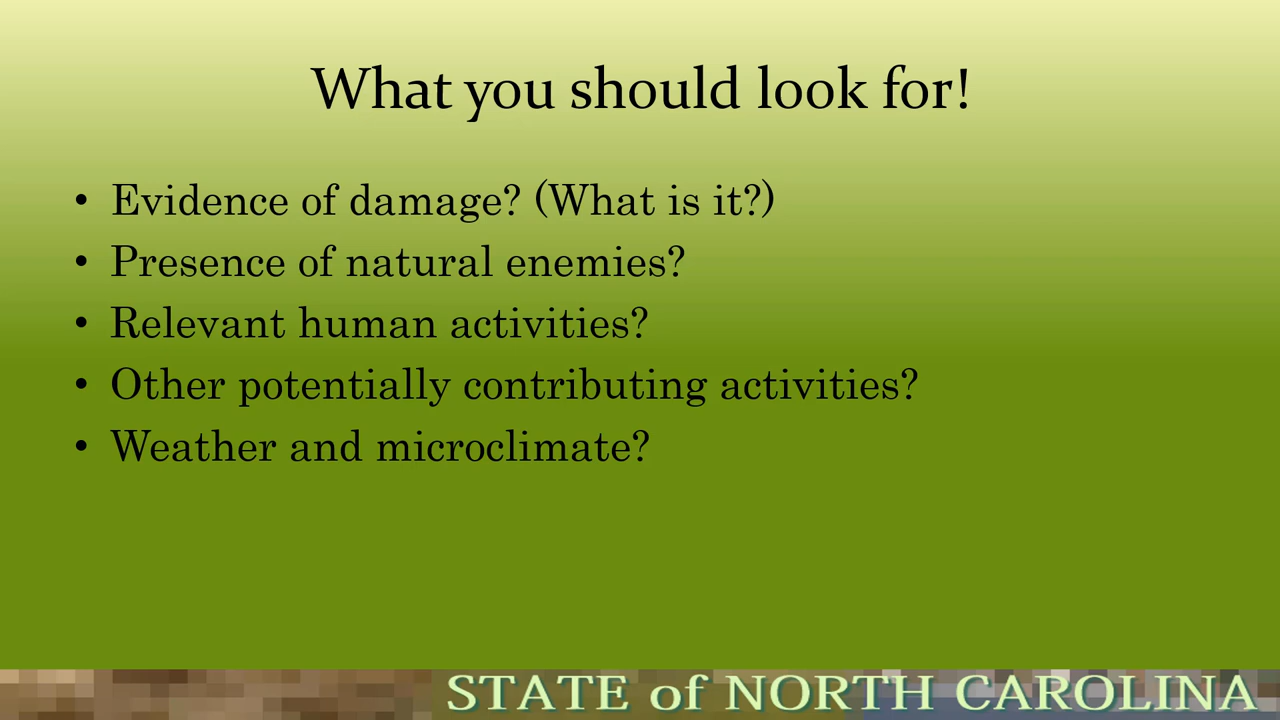 What you should look for!
• Evidence of damage? (What is it?)
• Presence of natural enemies?
• Relevant human activities?
• Other potentially contributing activities?
• Weather and microclimate?
STATE of NORTH CAROLINA